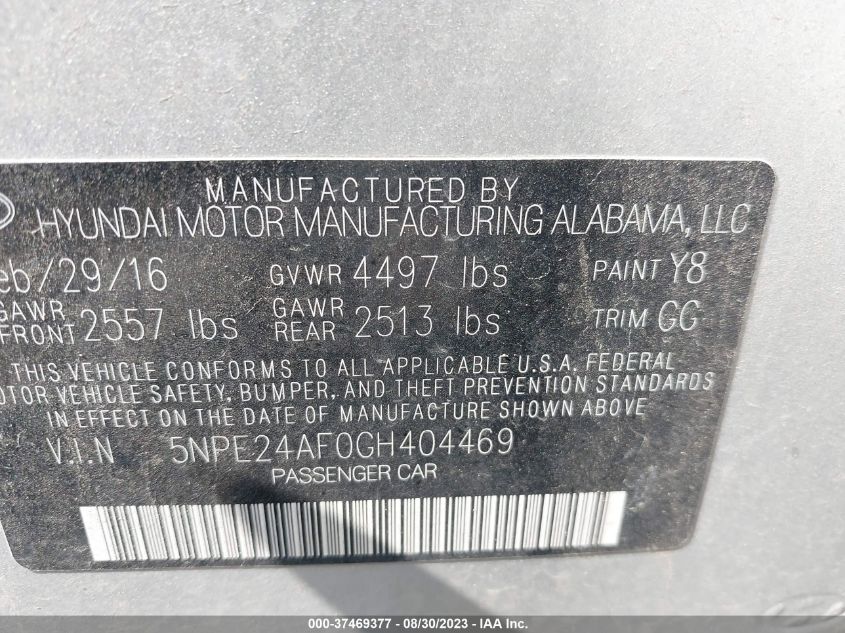 MANUFACTURED BY
HYUNDAI MOTOR MANUFACTURING ALABAMA, LLC
eb/29/16 GVWR 4497 lbs PAINT Y8
GAWR FRONT 2557 lbs GAWR REAR 2513 lbs TRIM GG
THIS VEHICLE CONFORMS TO ALL APPLICABLE U.S.A. FEDERAL
OTOR VEHICLE SAFETY, BUMPER, AND THEFT PREVENTION STANDARDS
IN EFFECT ON THE DATE OF MANUFACTURE SHOWN ABOVE
V.I.N 5NPE24AF0GH404469
PASSENGER CAR
000-37469377 - 08/30/2023 - IAA Inc.